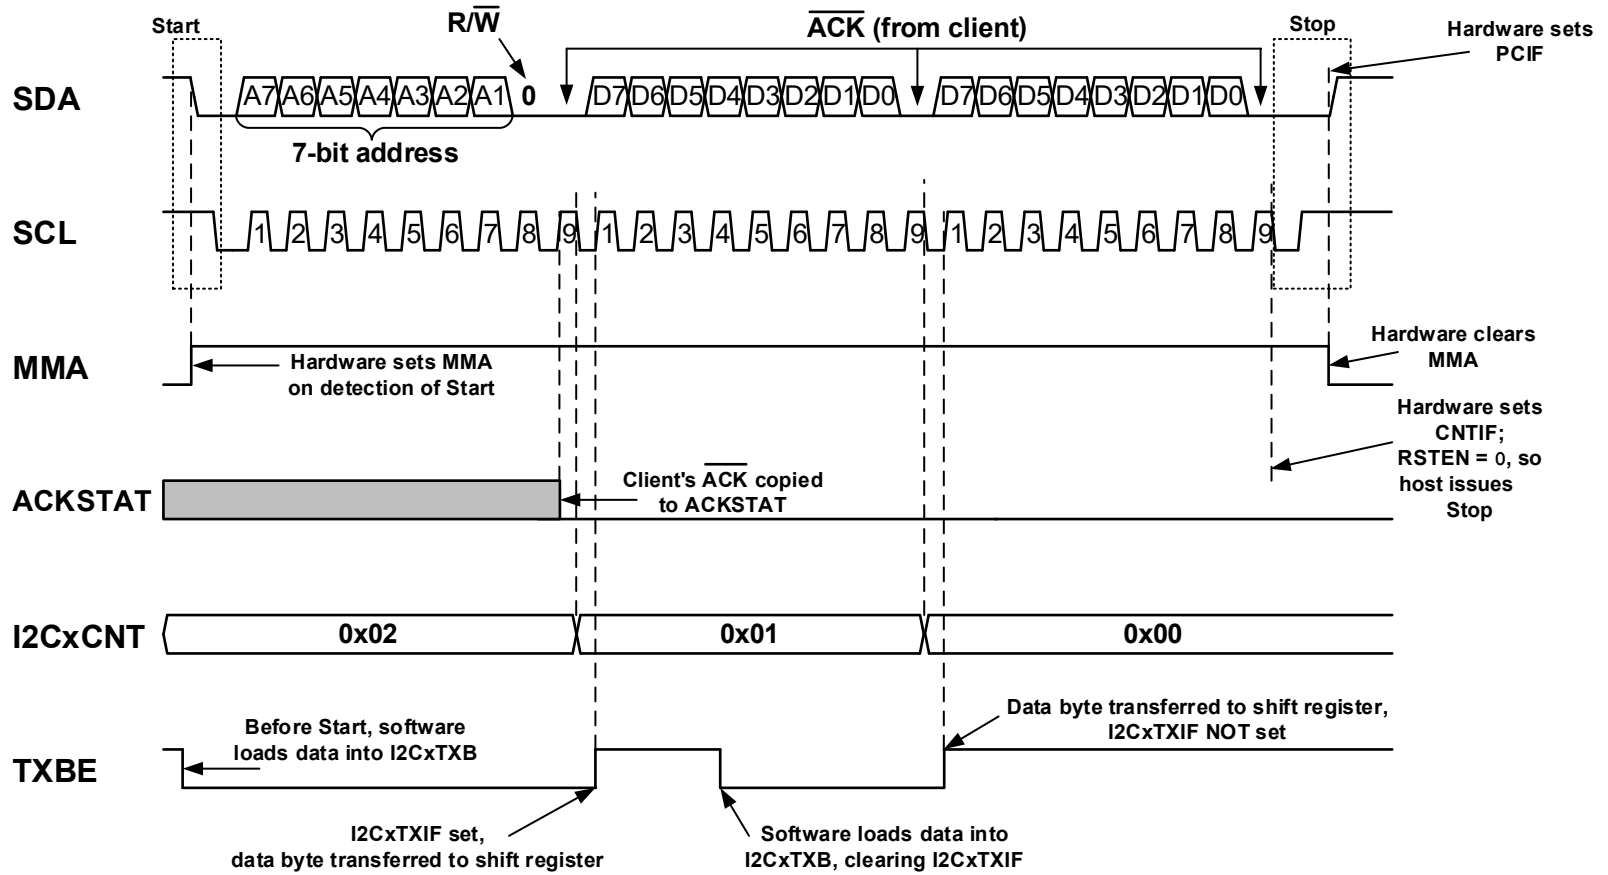 Start
R/W
ACK (from client)
Stop
Hardware sets
PCIF
SDA
A7 A6 A5 A4 A3 A2 A1 0 D7 D6 D5 D4 D3 D2 D1 D0 D7 D6 D5 D4 D3 D2 D1 D0
7-bit address
SCL
1 2 3 4 5 6 7 8 9 1 2 3 4 5 6 7 8 9 1 2 3 4 5 6 7 8 9
MMA
Hardware sets MMA
on detection of Start
Hardware clears
MMA
Hardware sets
CNTIF;
RSTEN = 0, so
host issues
Stop
ACKSTAT
Client's ACK copied
to ACKSTAT
I2CxCNT
0x02 0x01 0x00
TXBE
Before Start, software
loads data into I2CxTXB
Data byte transferred to shift register,
I2CxTXIF NOT set
I2CxTXIF set,
data byte transferred to shift register
Software loads data into
I2CxTXB, clearing I2CxTXIF